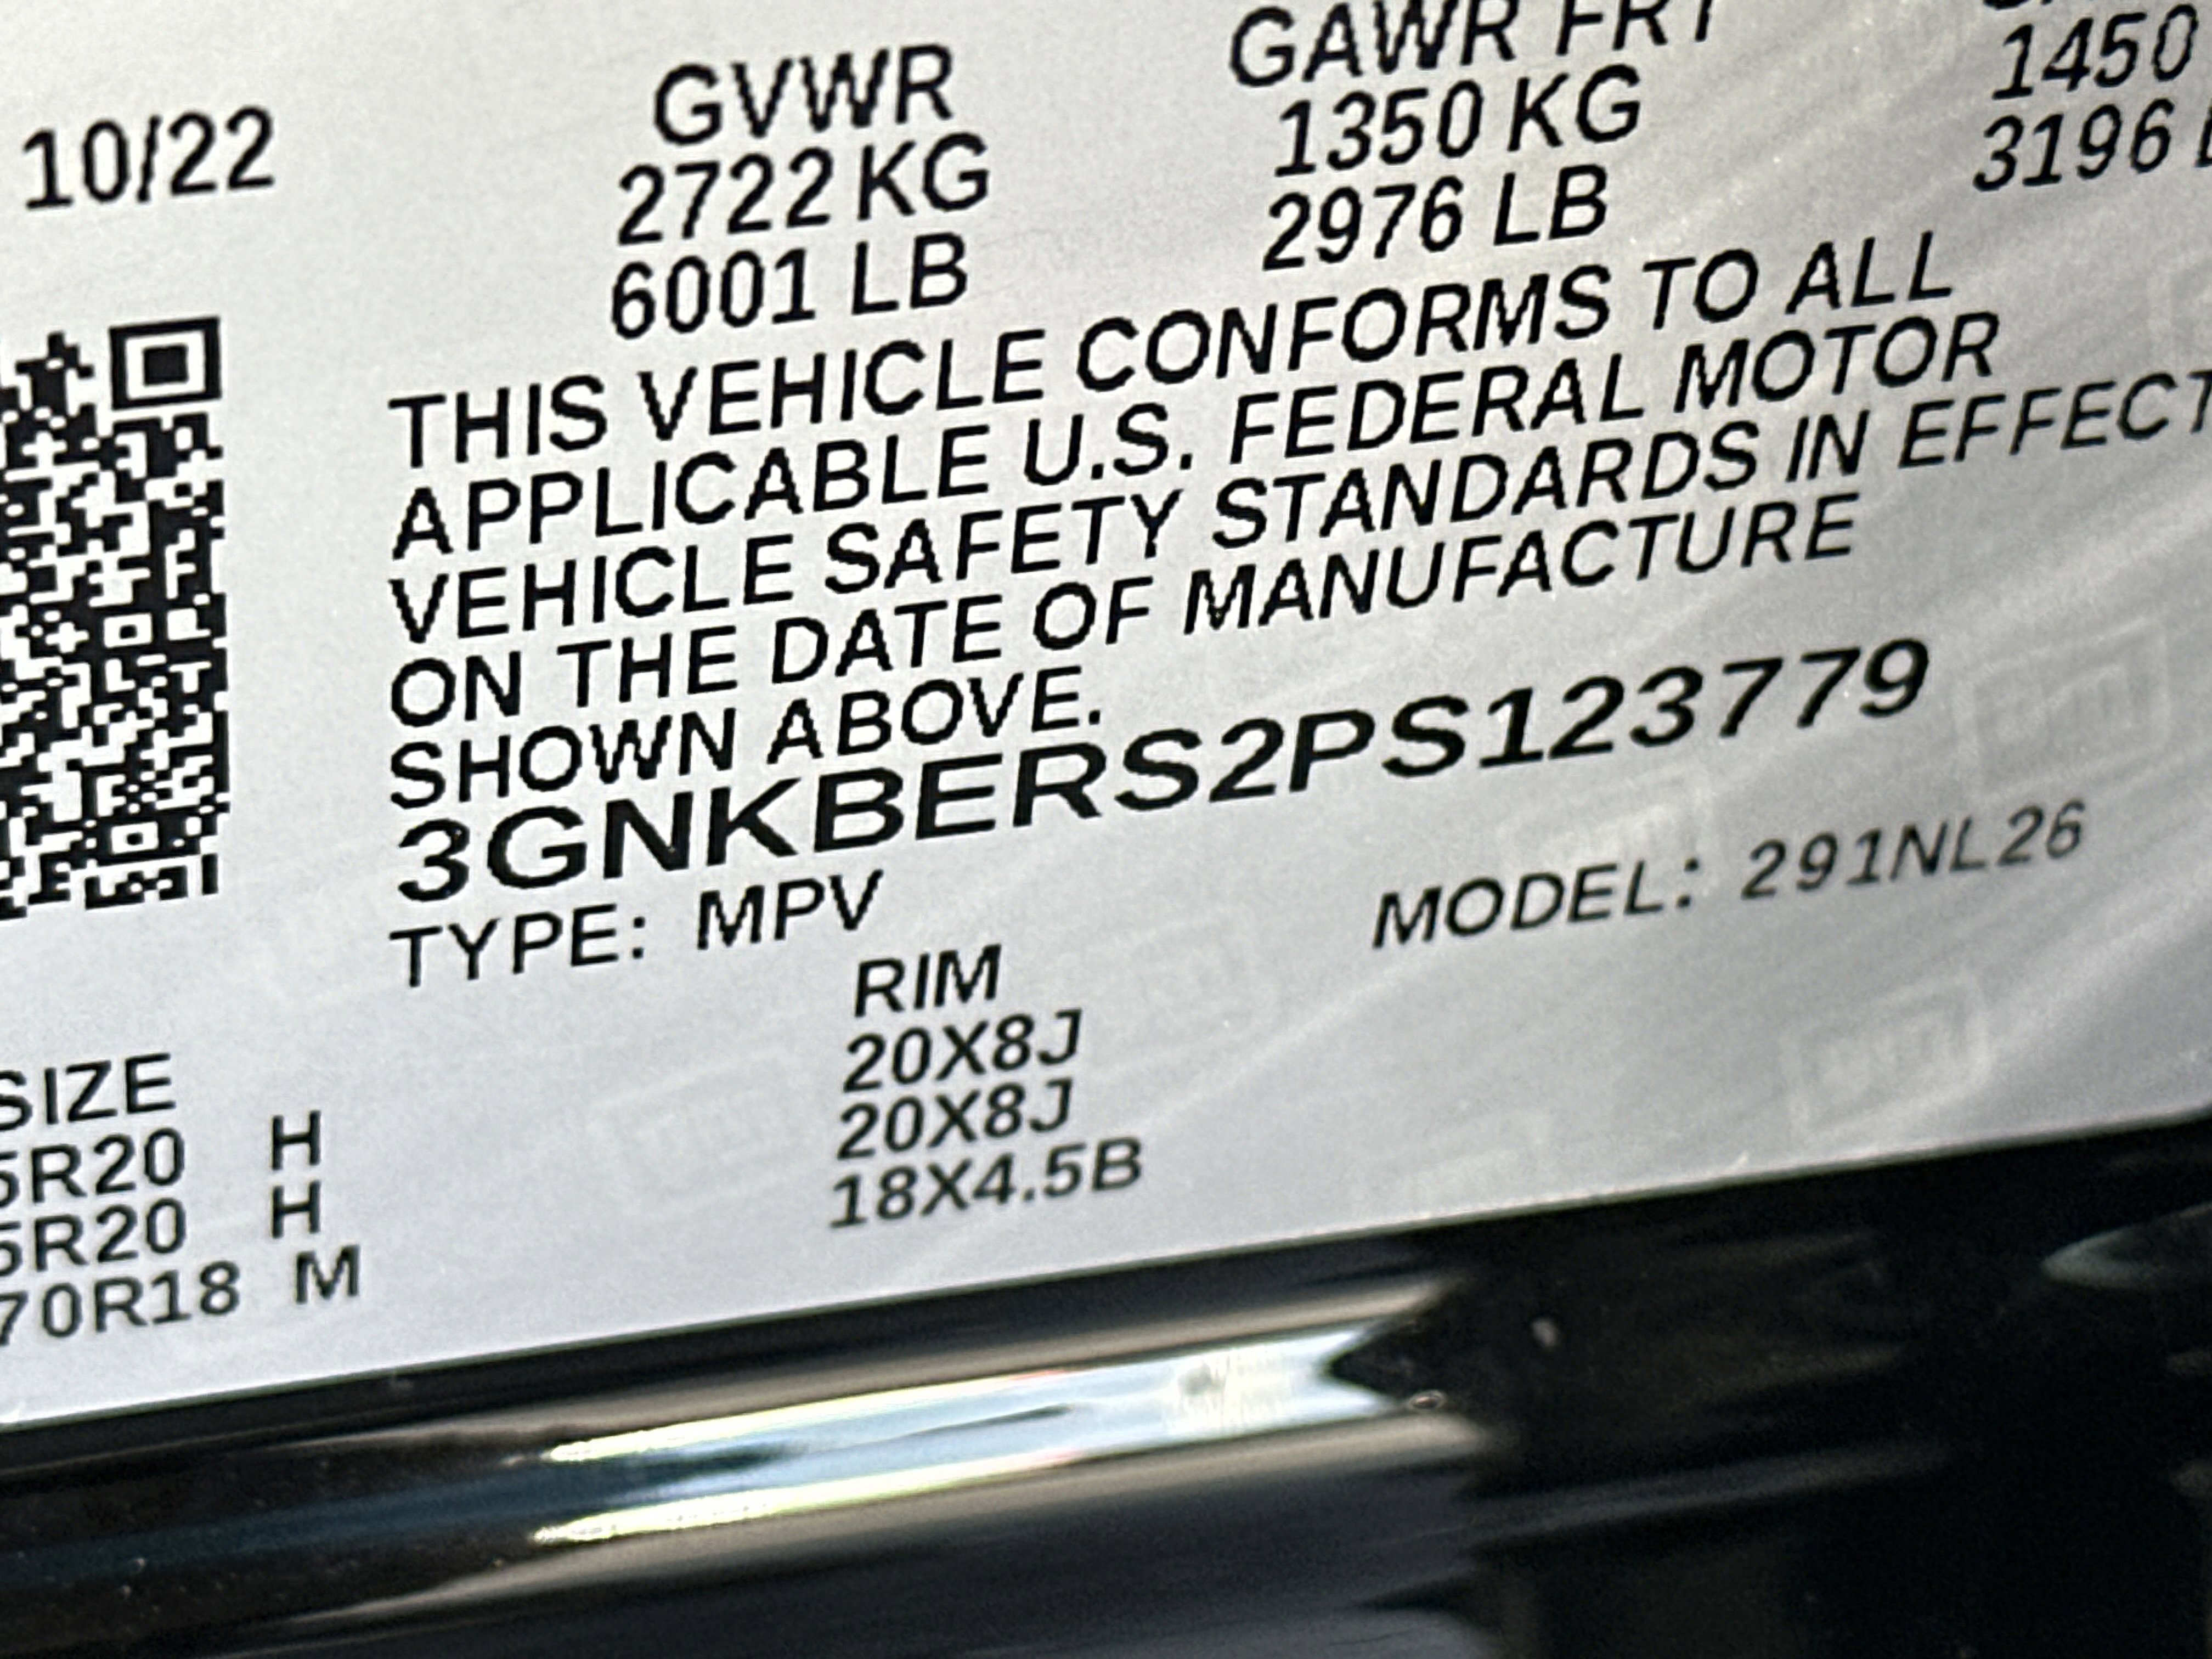 10/22
GVWR
2722 KG
6001 LB
GAWR FRT
1350 KG
2976 LB
1450
3196
THIS VEHICLE CONFORMS TO ALL
APPLICABLE U.S. FEDERAL MOTOR
VEHICLE SAFETY STANDARDS IN EFFECT
ON THE DATE OF MANUFACTURE
SHOWN ABOVE.
3GNKBERS2PS123779
TYPE: MPV
MODEL: 291NL26
SIZE
5R20 H
5R20 H
70R18 M
RIM
20X8J
20X8J
18X4.5B